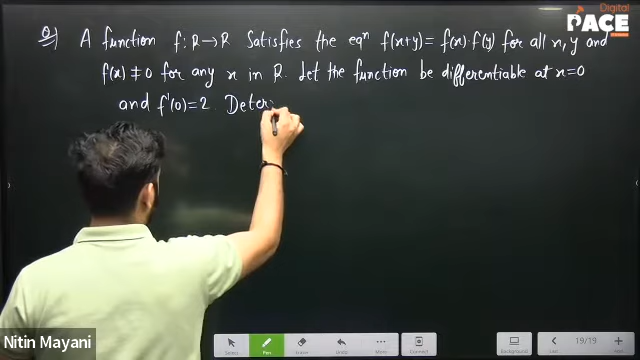 Q) A function f: R→R Satisfies the eqⁿ f(x+y) = f(x)·f(y) for all x, y and
f(x) ≠ 0 for any x in R. Let the function be differentiable at x=0
and f'(0)=2. Deter
Digital
PACE
Nitin Mayani
Select
Pen
Eraser
Undo
More
Connect
Background
Last
19/19
Add